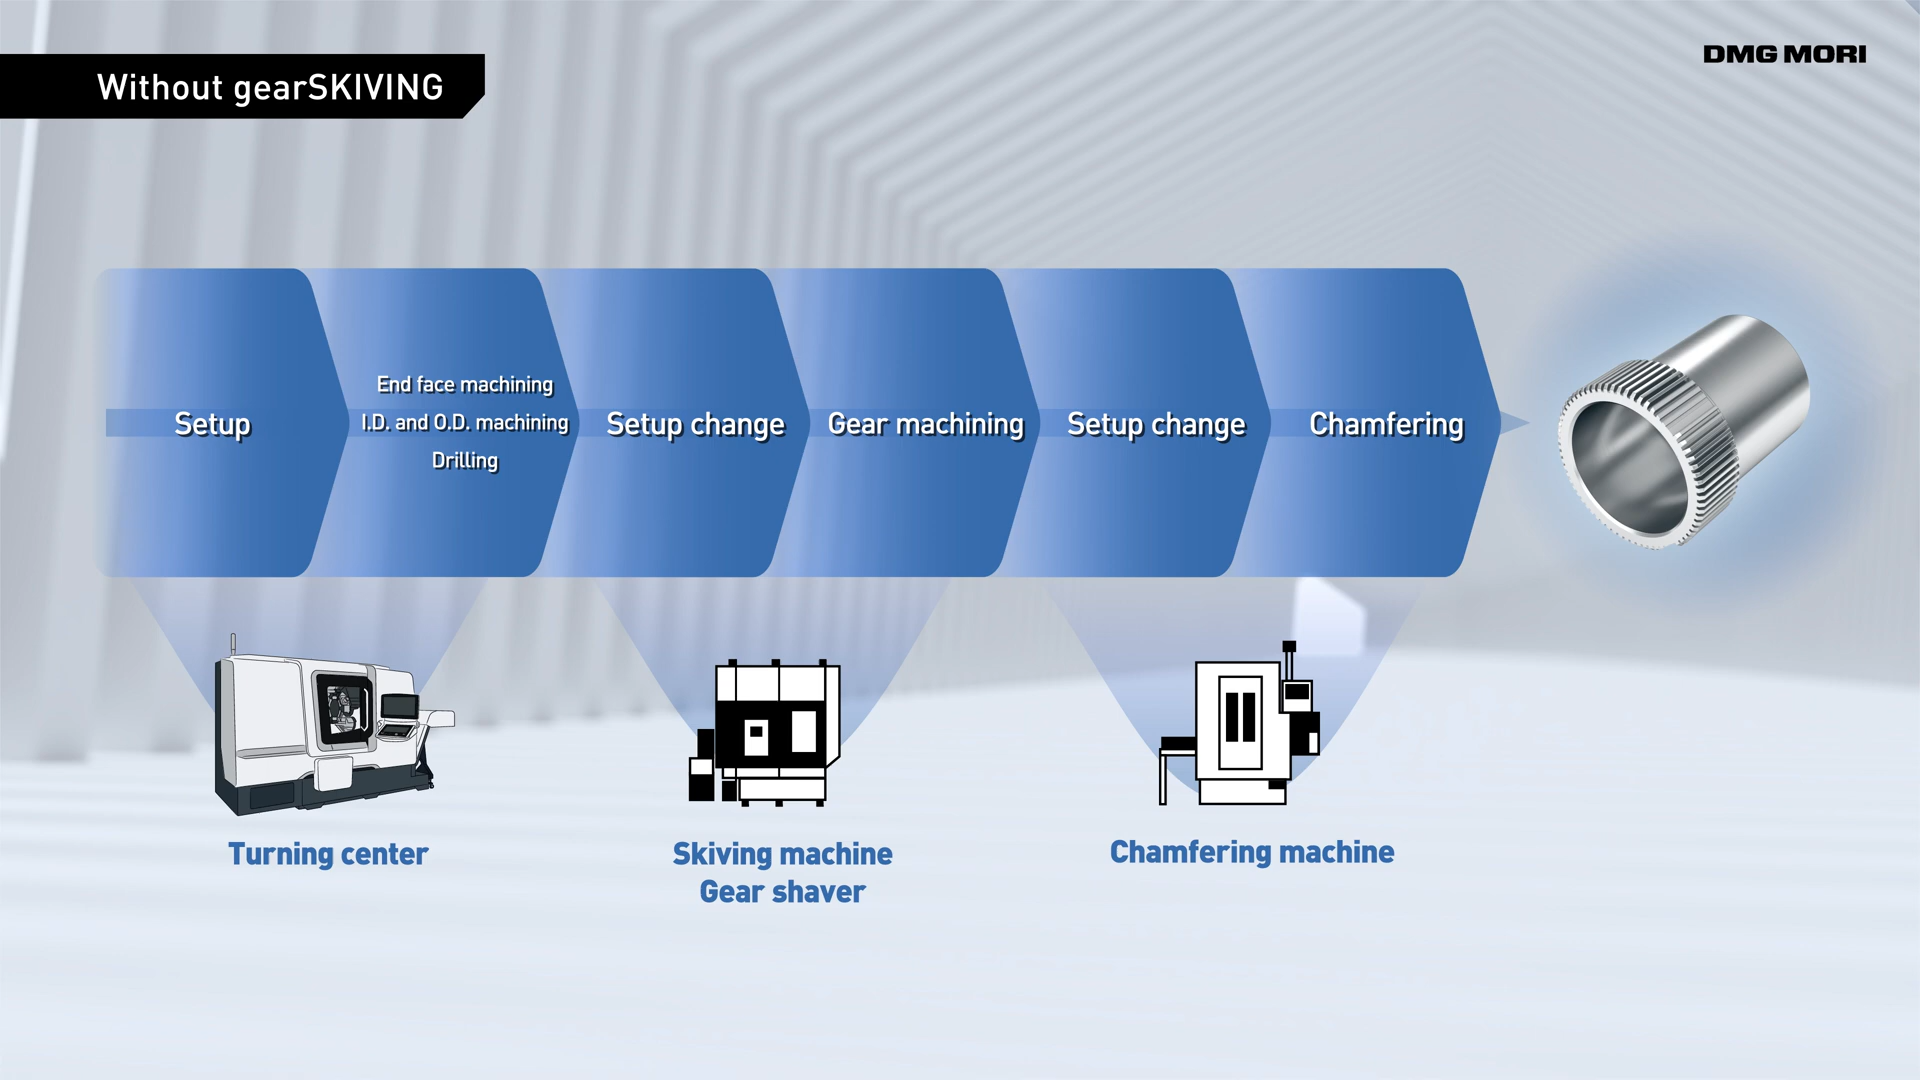 Without gearSKIVING
DMG MORI
Setup
End face machining
I.D. and O.D. machining
Drilling
Setup change
Gear machining
Setup change
Chamfering
Turning center
Skiving machine
Gear shaver
Chamfering machine